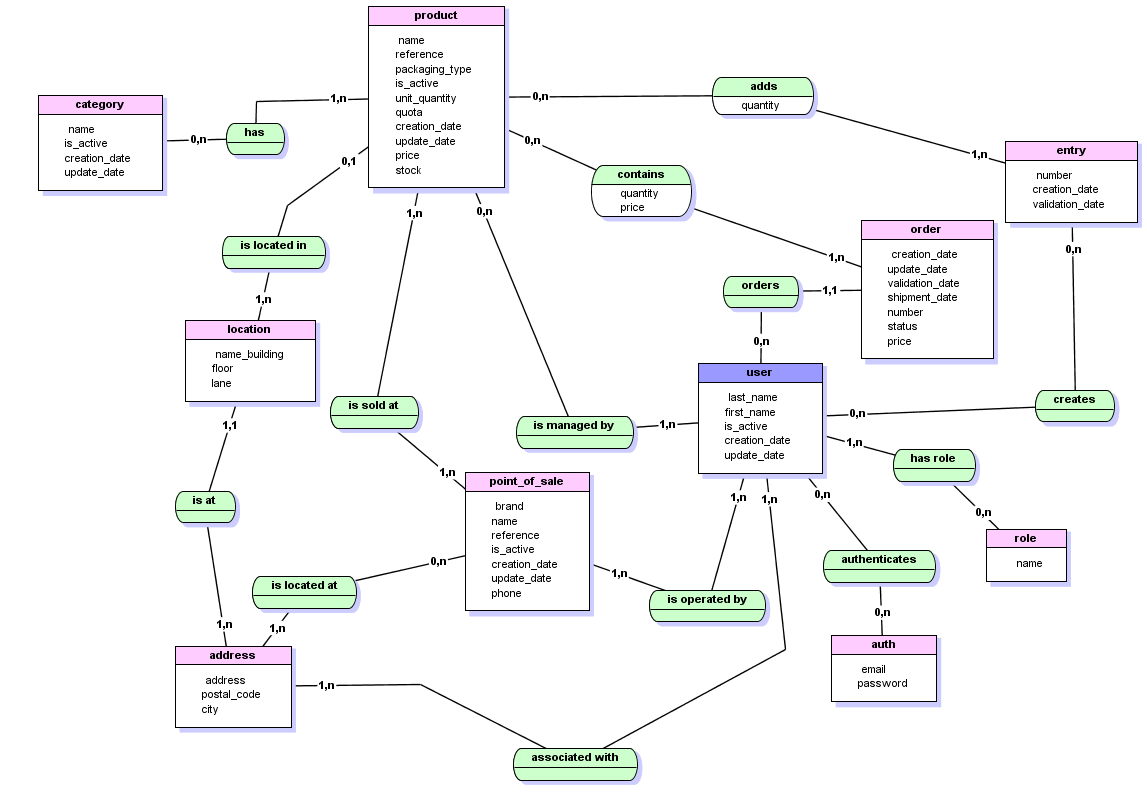 product
name
reference
packaging_type
is_active
unit_quantity
quota
creation_date
update_date
price
stock
category
name
is_active
creation_date
update_date
0,n
has
1,n
0,n
adds
quantity
1,n
entry
number
creation_date
validation_date
0,n
contains
quantity
price
1,n
order
creation_date
update_date
validation_date
shipment_date
number
status
price
0,1
is located in
1,n
location
name_building
floor
lane
1,n
0,n
orders
1,1
0,n
0,n
user
last_name
first_name
is_active
creation_date
update_date
is sold at
1,n
is managed by
1,n
0,n
creates
1,1
is at
1,n
point_of_sale
brand
name
reference
is_active
creation_date
update_date
phone
1,n
has role
0,n
role
name
1,n
1,n
0,n
authenticates
0,n
auth
email
password
0,n
is located at
1,n
1,n
is operated by
address
address
postal_code
city
1,n
associated with